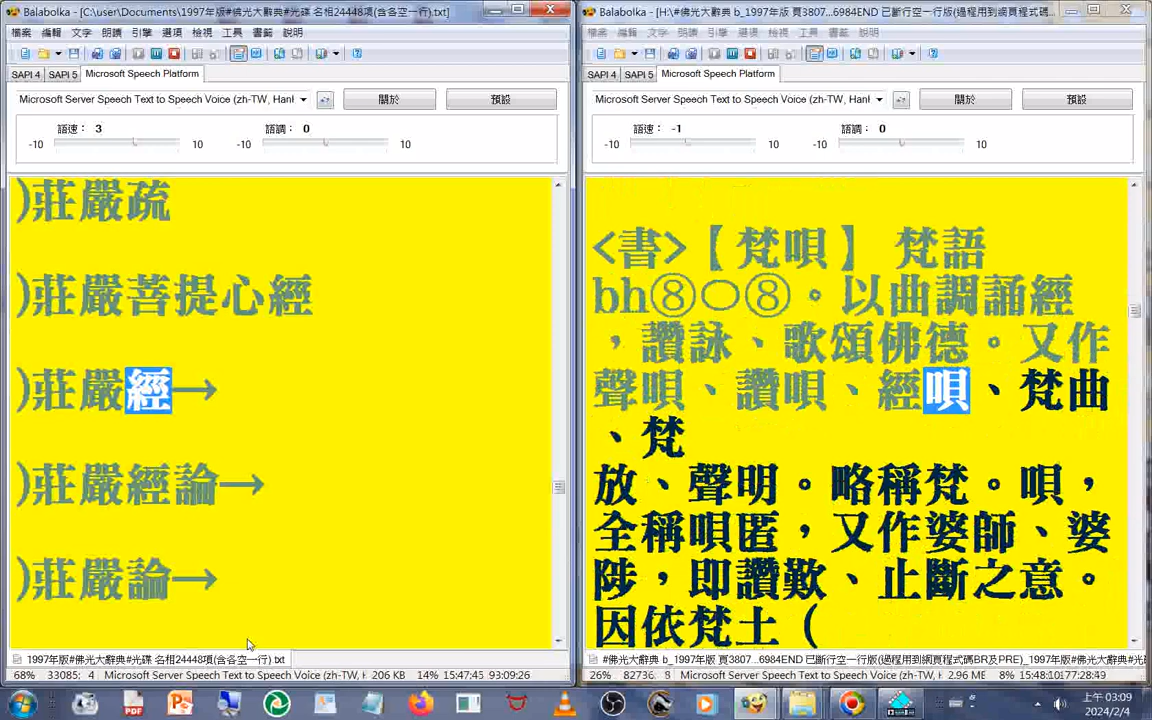 Balabolka - [C:\user\Documents\1997年版#佛光大辭典#光碟 名相24448項(含各空一行).txt]
檔案 編輯 文字 朗讀 引擎 選項 檢視 工具 書籤 說明
SAPI 4 SAPI 5 Microsoft Speech Platform
Microsoft Server Speech Text to Speech Voice (zh-TW, Hanl
關於 預設
語速： 3 語調： 0
-10 10 -10 10
)莊嚴疏
)莊嚴菩提心經
)莊嚴經→
)莊嚴經論→
)莊嚴論→
1997年版#佛光大辭典#光碟 名相24448項(含各空一行).txt
68% 33085: 4 Microsoft Server Speech Text to Speech Voice (zh-TW, H 206 KB 14% 15:47:45 93:09:26
Balabolka - [H:\#佛光大辭典 b_1997年版 頁3807...6984END 已斷行空一行版(過程用到網頁程式碼...
檔案 編輯 文字 朗讀 引擎 選項 檢視 工具 書籤 說明
SAPI 4 SAPI 5 Microsoft Speech Platform
Microsoft Server Speech Text to Speech Voice (zh-TW, Hanl
關於 預設
語速： -1 語調： 0
-10 10 -10 10
<書>【梵唄】 梵語
bh⑧○⑧。以曲調誦經
，讚詠、歌頌佛德。又作
聲唄、讚唄、經唄、梵曲
、梵
放、聲明。略稱梵。唄，
全稱唄匿，又作婆師、婆
陟，即讚歎、止斷之意。
因依梵土（
#佛光大辭典 b_1997年版 頁3807...6984END 已斷行空一行版(過程用到網頁程式碼BR及PRE)_1997年版#佛光
26% 82736: 8 Microsoft Server Speech Text to Speech Voice (zh-TW, H 2.96 MB 8% 15:48:10 177:28:49
PDF
上午 03:09
2024/2/4